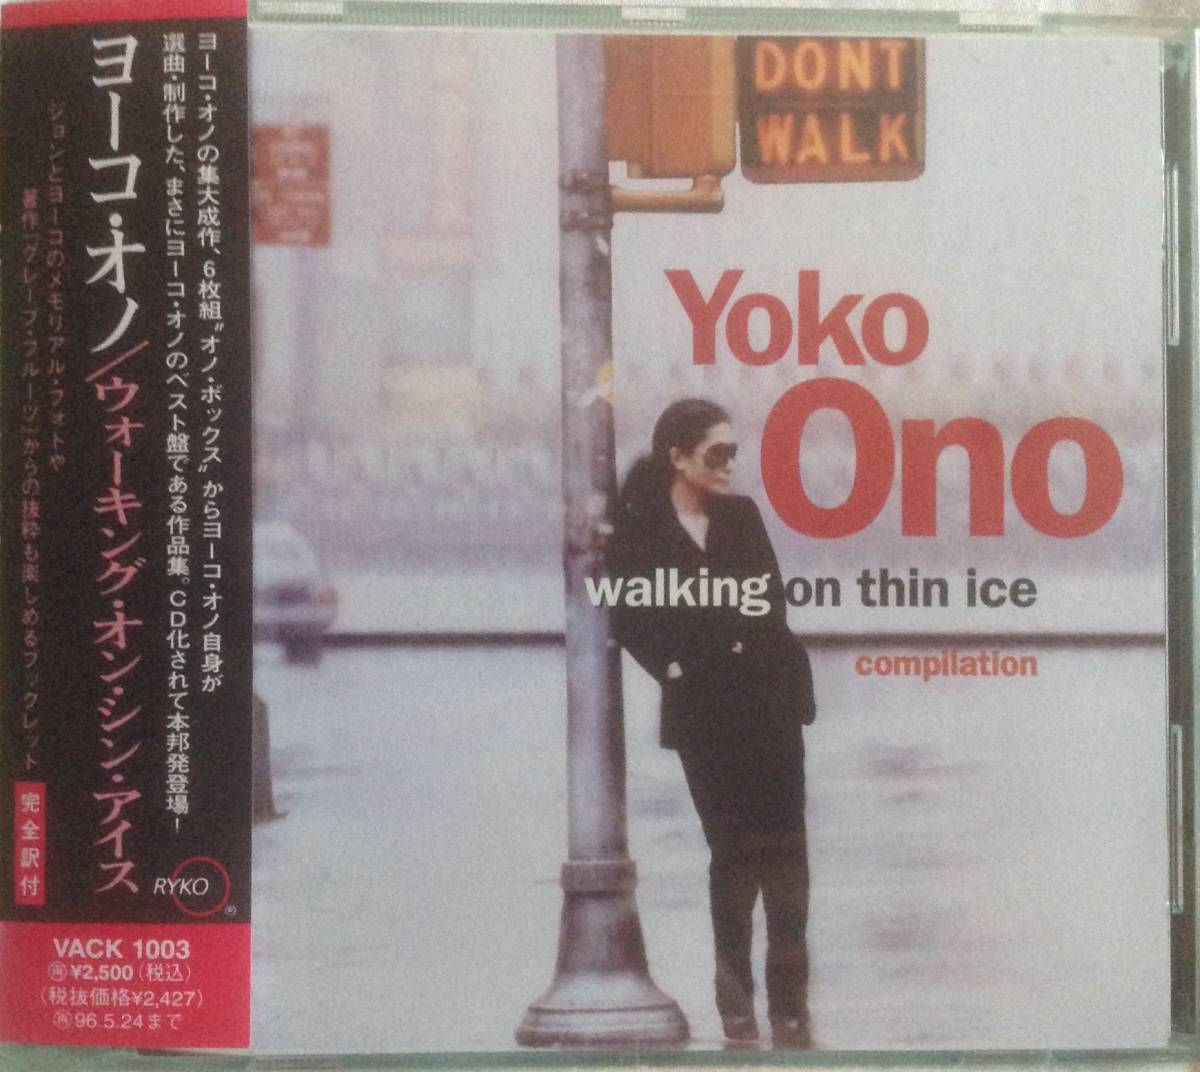 ヨーコ・オノの集大成作、6枚組"オノ・ボックス"からヨーコ・オノ自身が
選曲・制作した、まさにヨーコ・オノのベスト盤である作品集。CD化されて本邦発登場!
ヨーコ・オノ/ウォーキング・オン・シン・アイス
ジョンとヨーコのメモリアル・フォトや
著作「グレープ・フルーツ」からの抜粋も楽しめるブックレット
完全訳付
RYKO
®
VACK 1003
再¥2,500(税込)
(税抜価格¥2,427)
再96.5.24まで
DONT
WALK
Yoko
Ono
walking on thin ice
compilation